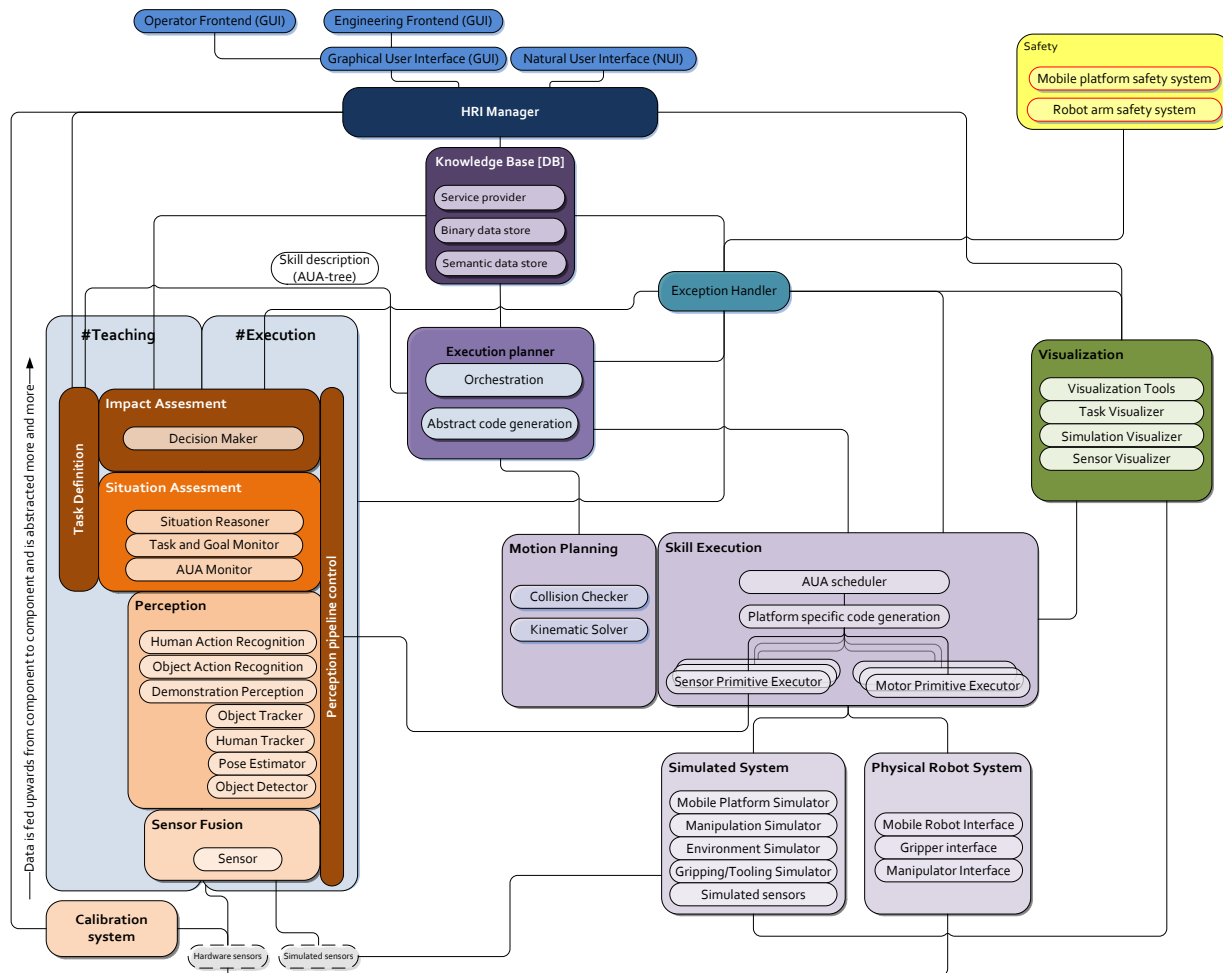 Operator Frontend (GUI)
Engineering Frontend (GUI)
Graphical User Interface (GUI)
Natural User Interface (NUI)
HRI Manager
Safety
Mobile platform safety system
Robot arm safety system
Knowledge Base [DB]
Service provider
Binary data store
Semantic data store
Skill description
(AUA-tree)
Exception Handler
#Teaching
#Execution
Execution planner
Orchestration
Abstract code generation
Visualization
Visualization Tools
Task Visualizer
Simulation Visualizer
Sensor Visualizer
Data is fed upwards from component to component and is abstracted more and more
Task Definition
Impact Assesment
Decision Maker
Situation Assesment
Situation Reasoner
Task and Goal Monitor
AUA Monitor
Perception pipeline control
Perception
Human Action Recognition
Object Action Recognition
Demonstration Perception
Object Tracker
Human Tracker
Pose Estimator
Object Detector
Sensor Fusion
Sensor
Motion Planning
Collision Checker
Kinematic Solver
Skill Execution
AUA scheduler
Platform specific code generation
Sensor Primitive Executor
Motor Primitive Executor
Simulated System
Mobile Platform Simulator
Manipulation Simulator
Environment Simulator
Gripping/Tooling Simulator
Simulated sensors
Physical Robot System
Mobile Robot Interface
Gripper interface
Manipulator Interface
Calibration
system
Hardware sensors
Simulated sensors